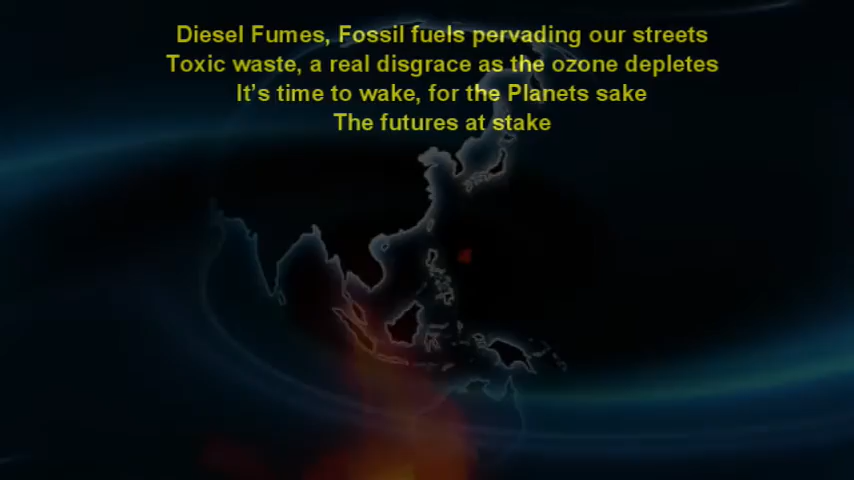 Diesel Fumes, Fossil fuels pervading our streets
Toxic waste, a real disgrace as the ozone depletes
It's time to wake, for the Planets sake
The futures at stake